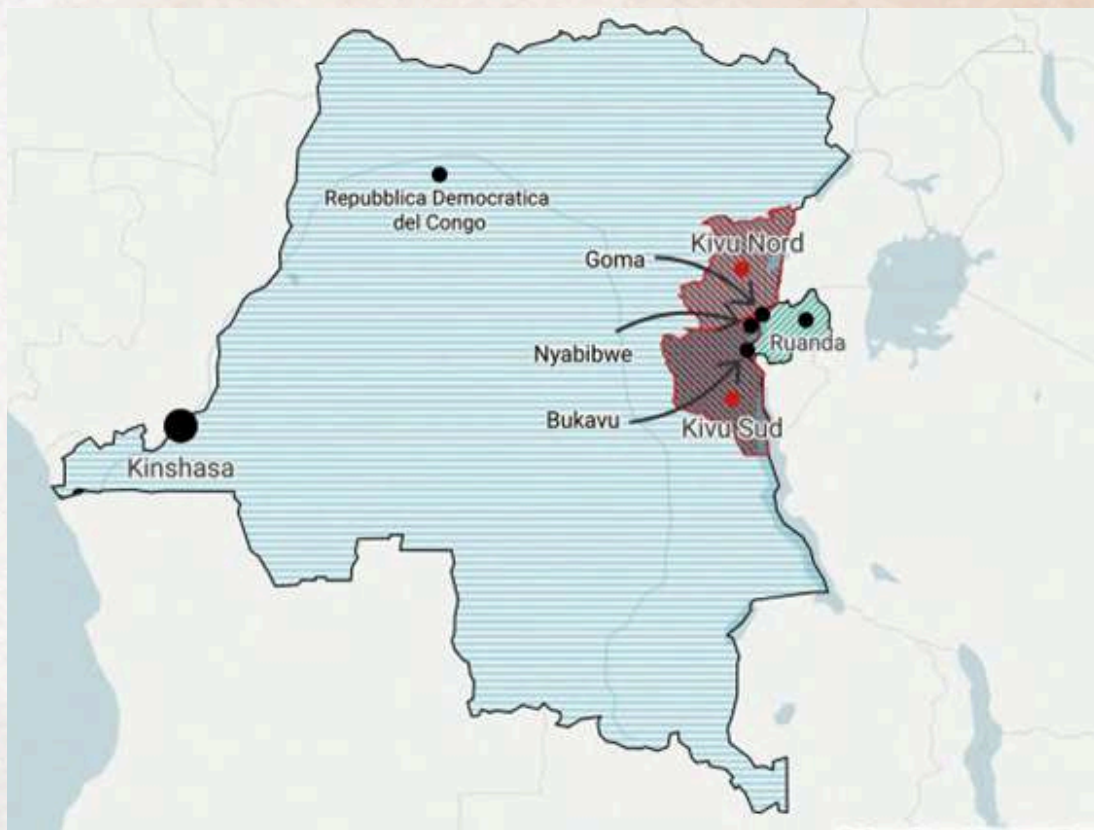 Repubblica Democratica
del Congo
Kivu Nord
Goma
Nyabibwe
Ruanda
Bukavu
Kivu Sud
Kinshasa